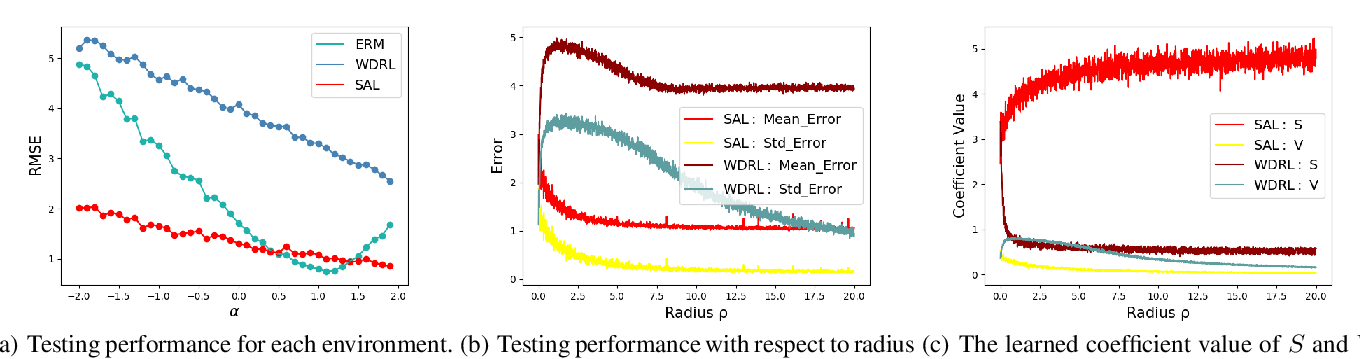 ERM
WDRL
SAL
5
4
3
2
1
RMSE
−2.0 −1.5 −1.0 −0.5 0.0 0.5 1.0 1.5 2.0
α
5
4
3
2
1
0
Error
SAL: Mean_Error
SAL: Std_Error
WDRL: Mean_Error
WDRL: Std_Error
0.0 2.5 5.0 7.5 10.0 12.5 15.0 17.5 20.0
Radius ρ
5
4
3
2
1
0
Coefficient Value
SAL: S
SAL: V
WDRL: S
WDRL: V
0.0 2.5 5.0 7.5 10.0 12.5 15.0 17.5 20.0
Radius ρ
a) Testing performance for each environment. (b) Testing performance with respect to radius (c) The learned coefficient value of S and